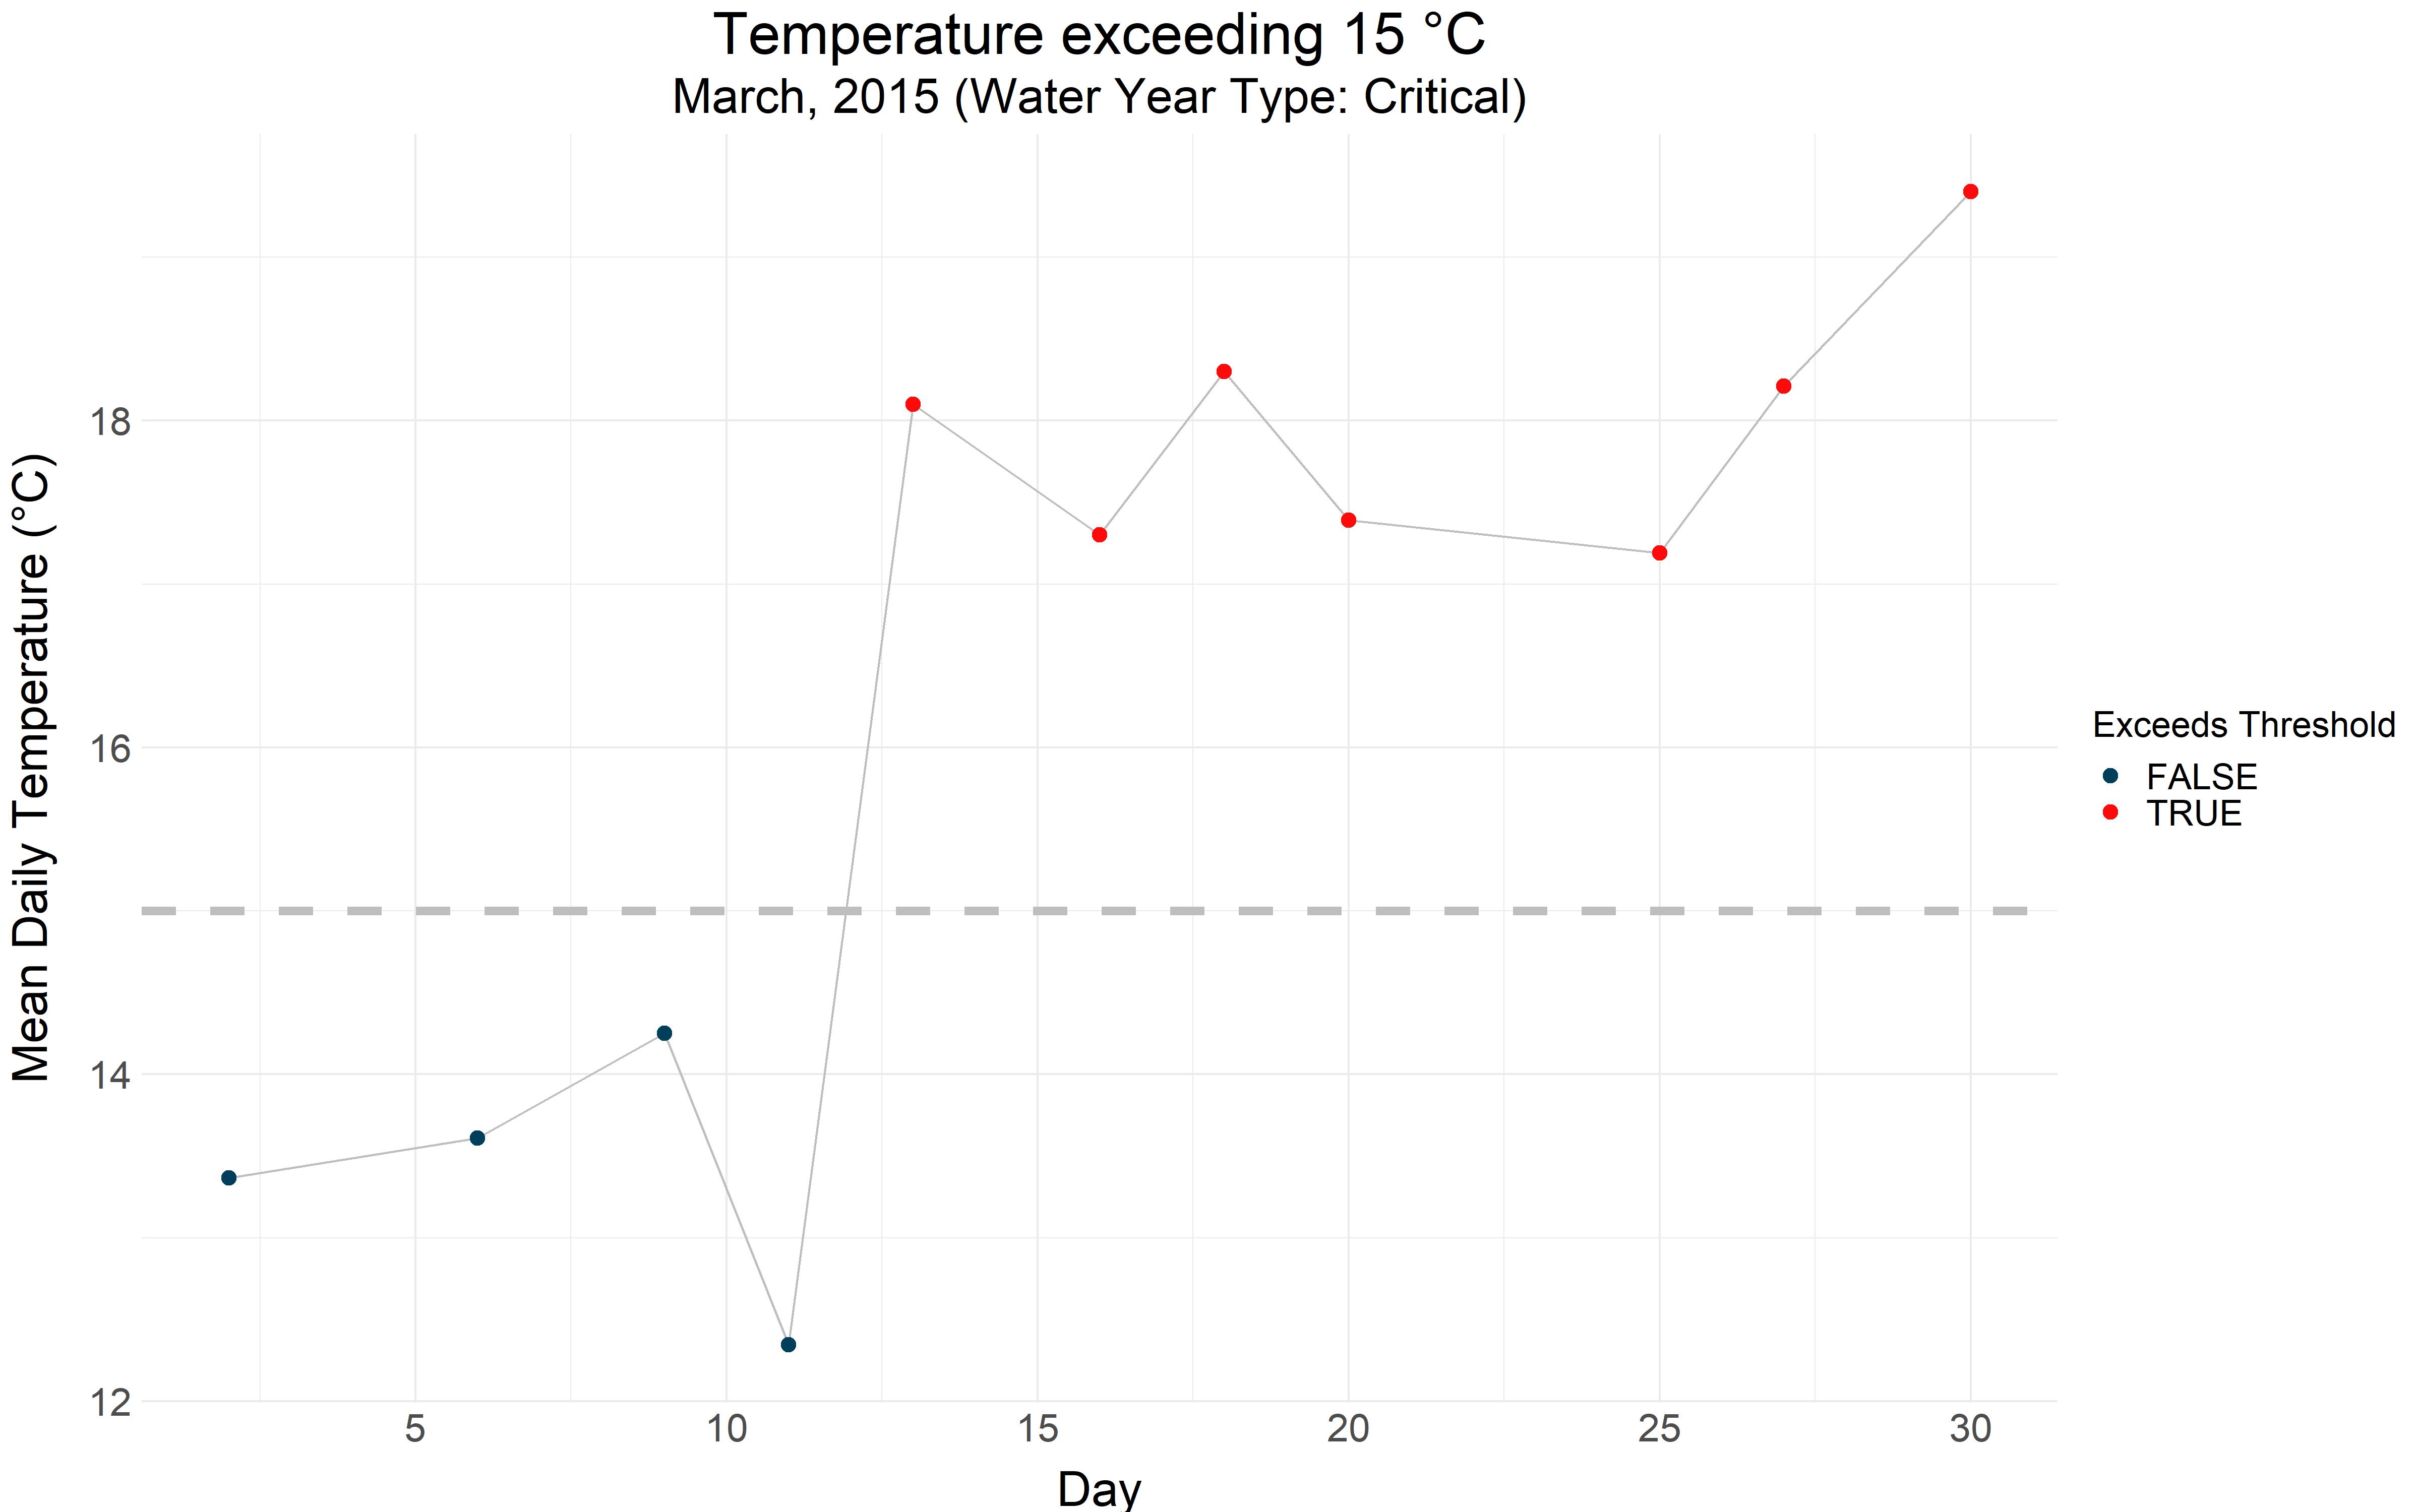 Temperature exceeding 15 °C
March, 2015 (Water Year Type: Critical)
Mean Daily Temperature (°C)
18
16
14
12
5 10 15 20 25 30
Day
Exceeds Threshold
FALSE
TRUE